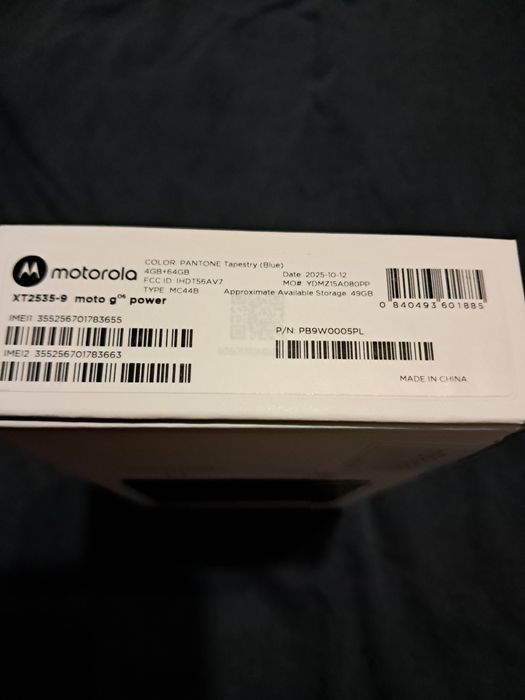 motorola
XT2535-9 moto g⁰⁶ power
COLOR: PANTONE Tapestry (Blue)
4GB+64GB
FCC ID: IHDT56AV7
TYPE: MC44B
Date: 2025-10-12
MO#: YDMZ15A080PP
Approximate Available Storage: 49GB
0 840493 601885
IMEI1 355256701783655
IMEI2 355256701783663
P/N: PB9W0005PL
MADE IN CHINA